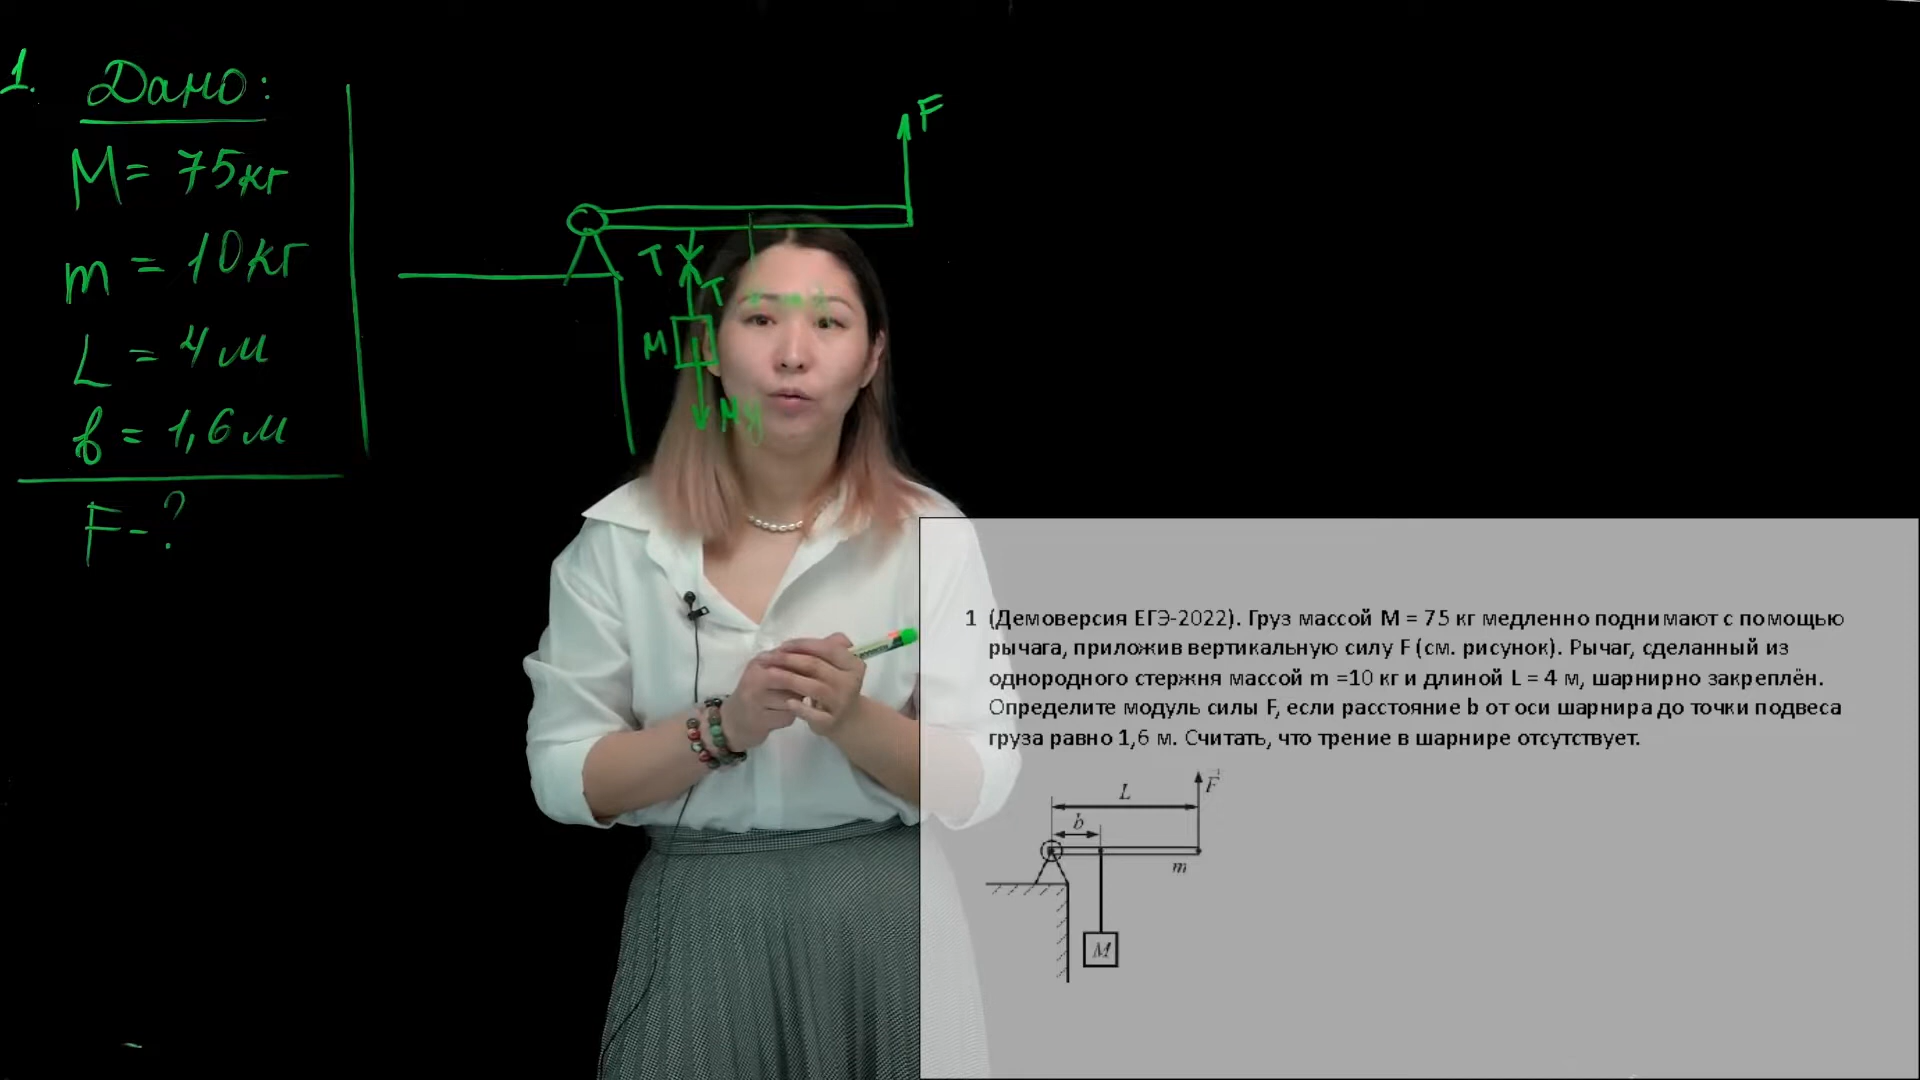 1. Дано:
M = 75кг
m = 10кг
L = 4м
b = 1,6м
F - ?
F
T
T
M
Mg
mg
1 (Демоверсия ЕГЭ-2022). Груз массой M = 75 кг медленно поднимают с помощью
рычага, приложив вертикальную силу F (см. рисунок). Рычаг, сделанный из
однородного стержня массой m =10 кг и длиной L = 4 м, шарнирно закреплён.
Определите модуль силы F, если расстояние b от оси шарнира до точки подвеса
груза равно 1,6 м. Считать, что трение в шарнире отсутствует.
L
F
b
m
M